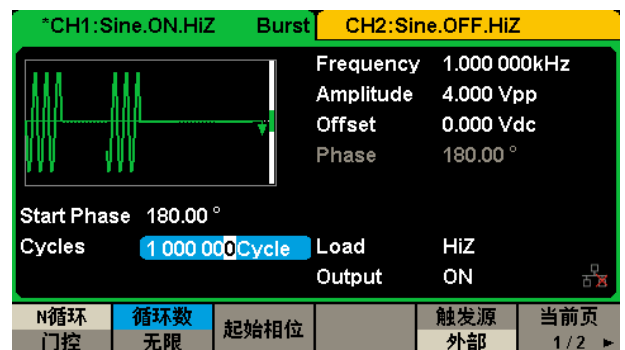 *CH1:Sine.ON.HiZ Burst CH2:Sine.OFF.HiZ
Frequency 1.000 000kHz
Amplitude 4.000 Vpp
Offset 0.000 Vdc
Phase 180.00 °
Start Phase 180.00 °
Cycles 1 000 000Cycle Load HiZ
Output ON
N循环 循环数 起始相位 触发源 当前页
门控 无限 外部 1/2 ►